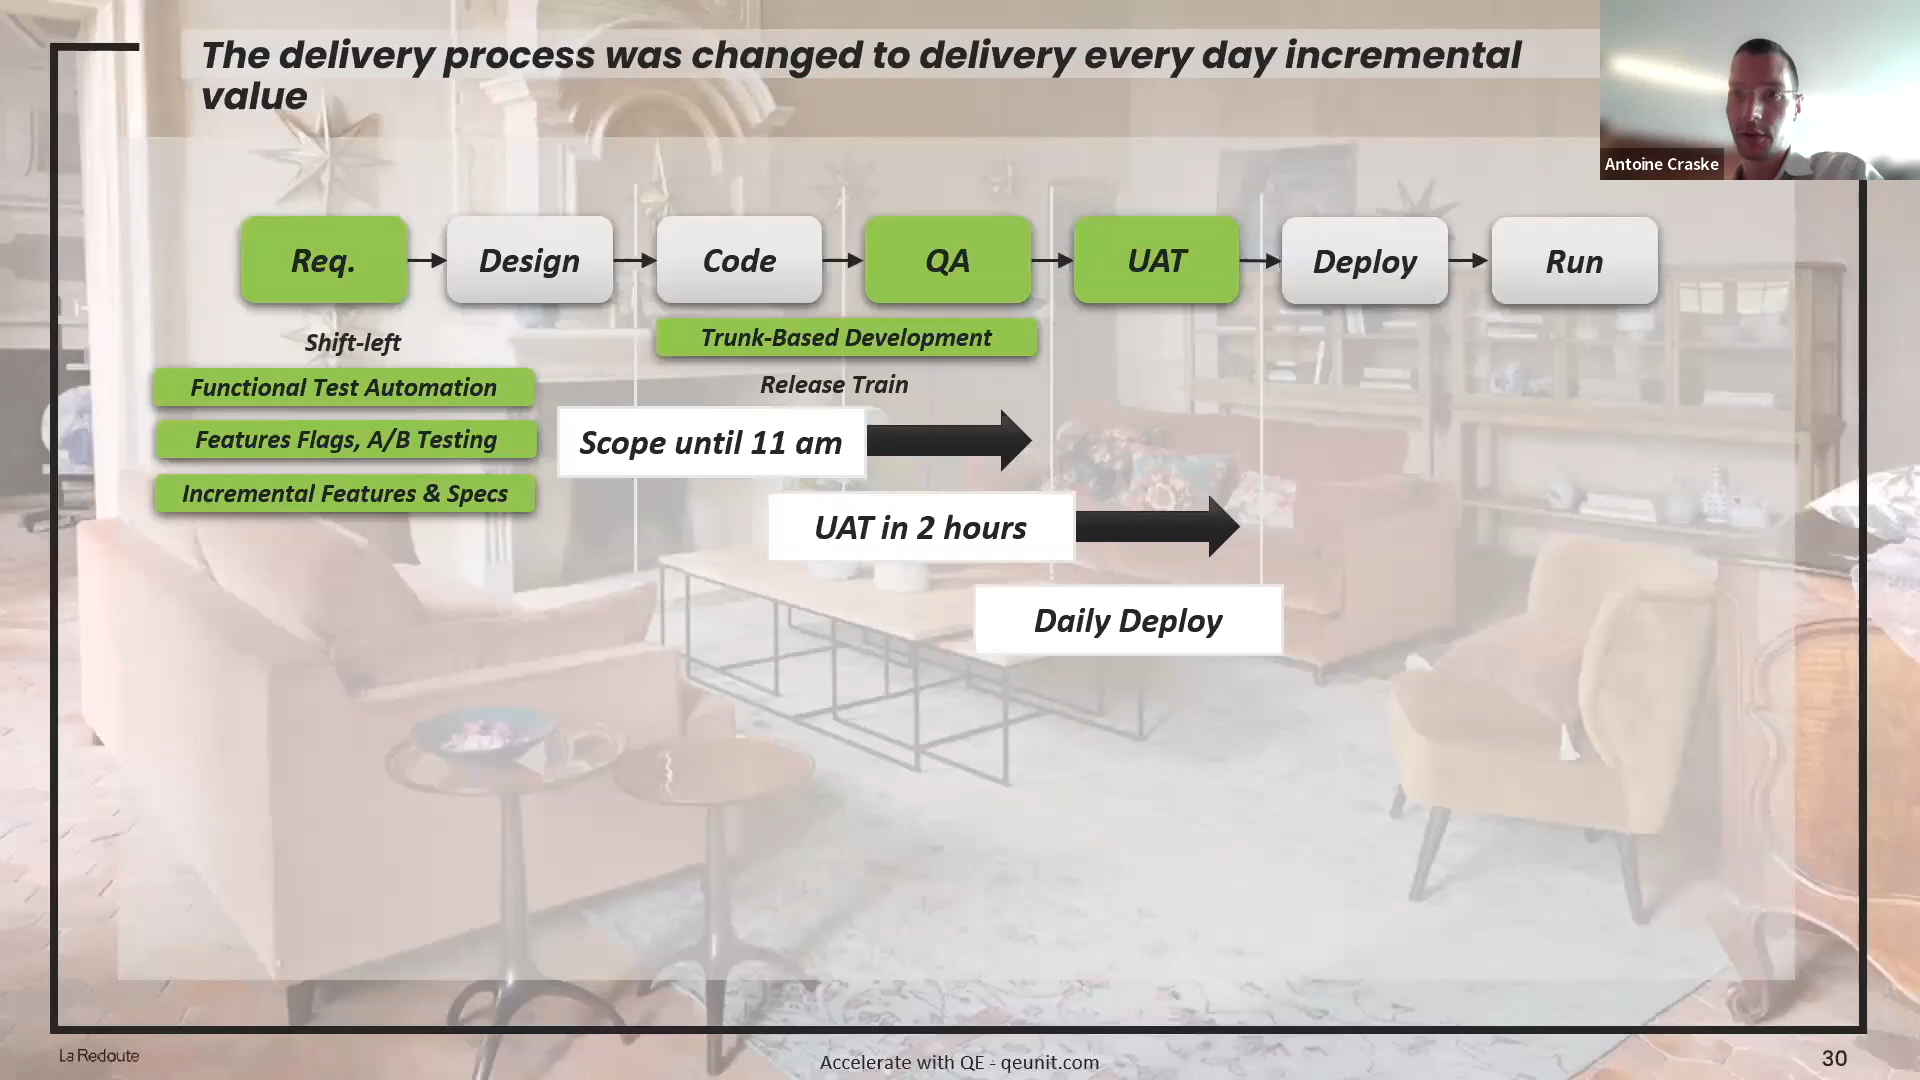 The delivery process was changed to delivery every day incremental
value
Antoine Craske
Req.
Design
Code
QA
UAT
Deploy
Run
Shift-left
Trunk-Based Development
Functional Test Automation
Release Train
Features Flags, A/B Testing
Scope until 11 am
Incremental Features & Specs
UAT in 2 hours
Daily Deploy
La Redoute
Accelerate with QE - qeunit.com
30